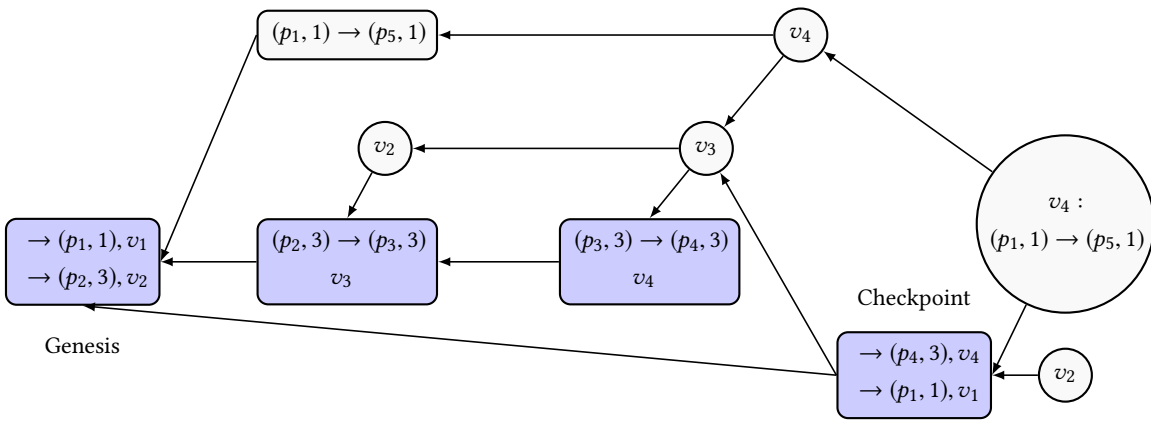 (p₁, 1) → (p₅, 1)
v₄
v₂
v₃
→ (p₁, 1), v₁
→ (p₂, 3), v₂
(p₂, 3) → (p₃, 3)
v₃
(p₃, 3) → (p₄, 3)
v₄
v₄ :
(p₁, 1) → (p₅, 1)
Genesis
Checkpoint
→ (p₄, 3), v₄
→ (p₁, 1), v₁
v₂